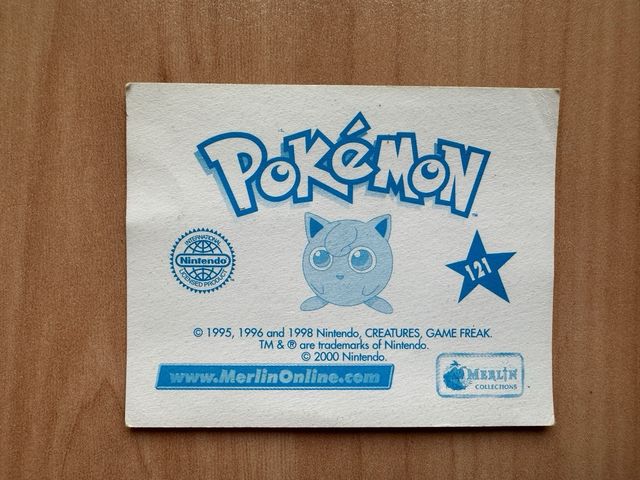 POKéMON
TM
INTERNATIONAL
Nintendo
LICENSED PRODUCT
121
© 1995, 1996 and 1998 Nintendo, CREATURES, GAME FREAK.
TM & ® are trademarks of Nintendo.
© 2000 Nintendo.
www.MerlinOnline.com
MERLIN
COLLECTIONS